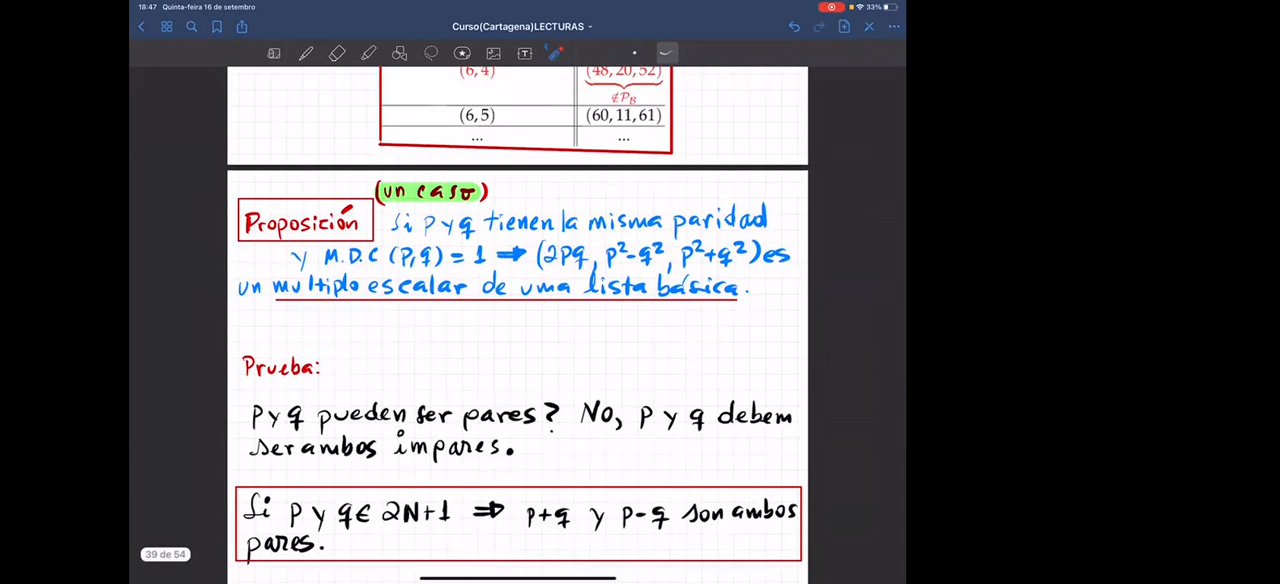 18:47 Quinta-feira 16 de setembro
33%
Curso(Cartagena)LECTURAS
(6,4) (48,20,52)
∉P_B
(6,5) (60,11,61)
... ...
(un caso)
Proposición Si p y q tienen la misma paridad
y M.D.C (p,q) = 1 ⇒ (2pq, p²-q², p²+q²) es
un multiplo escalar de uma lista básica.
Prueba:
p y q pueden ser pares? No, p y q debem
ser ambos impares.
Si p y q ∈ 2N+1 ⇒ p+q y p-q son ambos
pares.
39 de 54